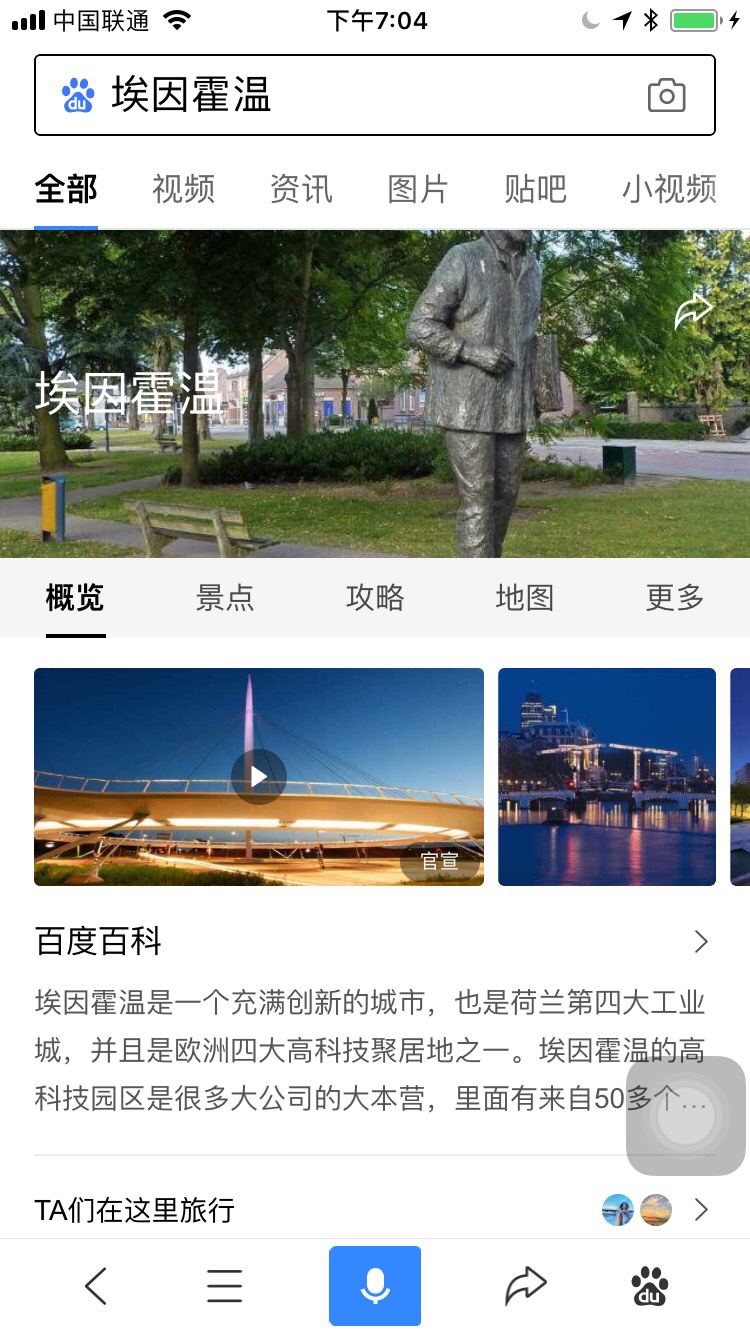 中国联通
下午7:04
du
埃因霍温
全部 视频 资讯 图片 贴吧 小视频
埃因霍温
概览 景点 攻略 地图 更多
官宣
百度百科
埃因霍温是一个充满创新的城市，也是荷兰第四大工业
城，并且是欧洲四大高科技聚居地之一。埃因霍温的高
科技园区是很多大公司的大本营，里面有来自50多个...
TA们在这里旅行
du